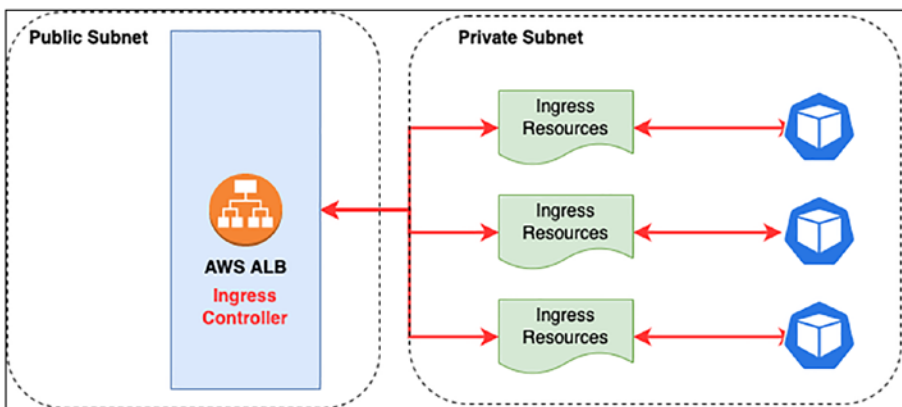 Public Subnet
Private Subnet
Ingress
Resources
AWS ALB
Ingress
Controller
Ingress
Resources
Ingress
Resources